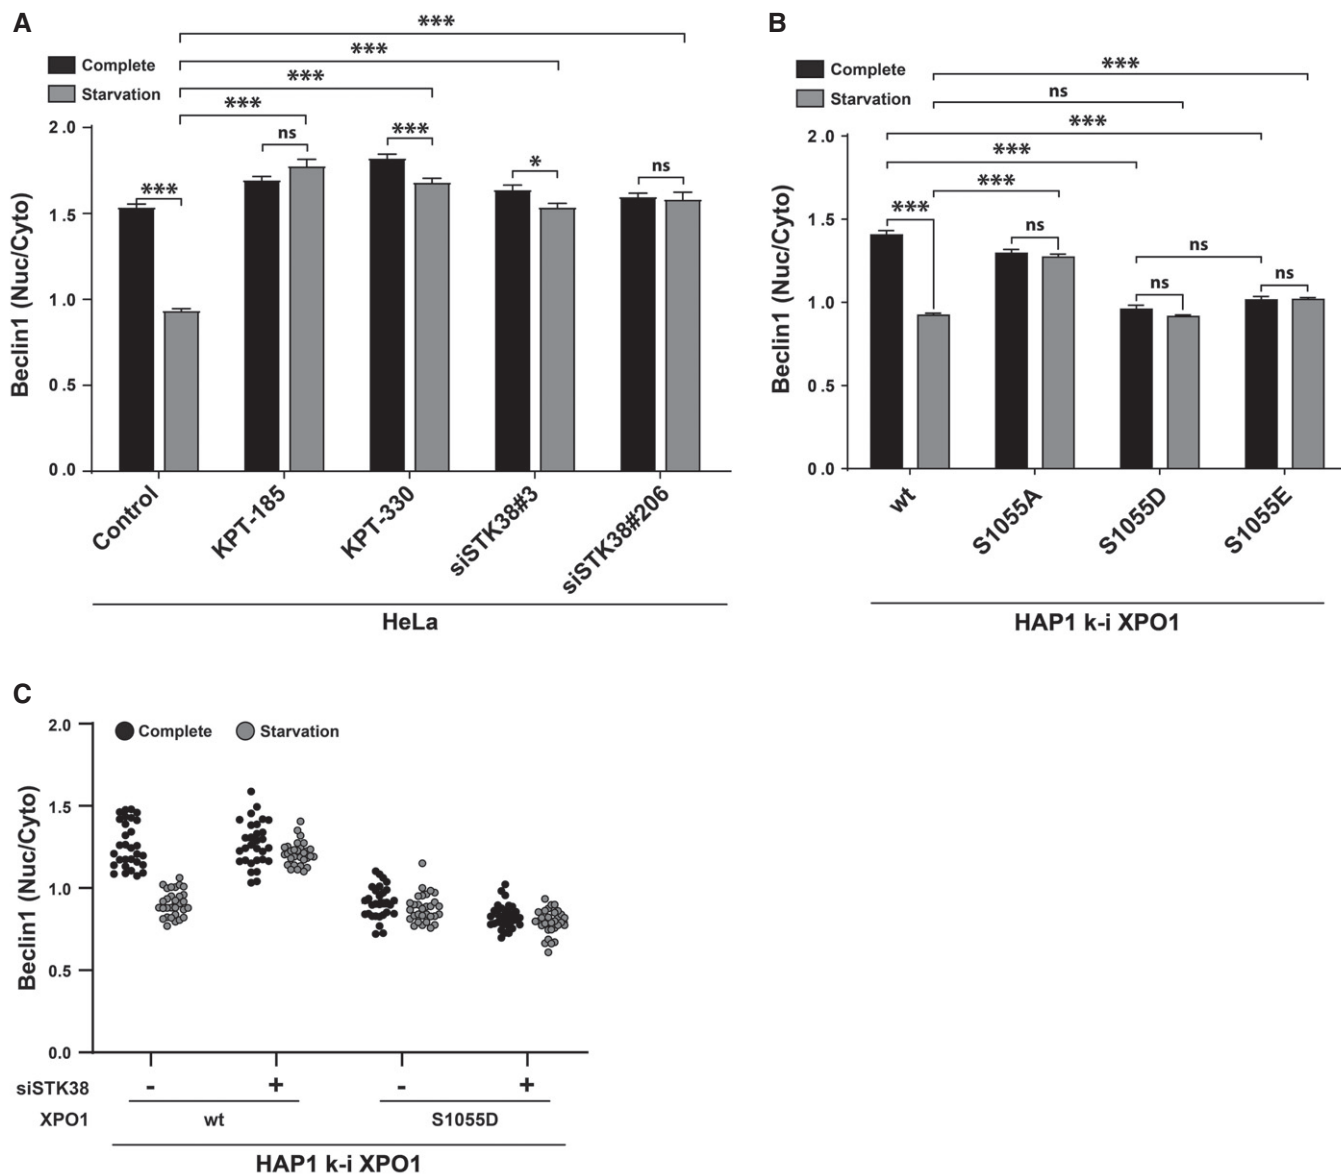 A
***
***
***
***
ns
***
*
ns
***
Complete
Starvation
2.0
1.5
1.0
0.5
0.0
Beclin1 (Nuc/Cyto)
Control
KPT-185
KPT-330
siSTK38#3
siSTK38#206
HeLa
B
Complete
Starvation
***
ns
***
***
***
***
ns
ns
ns
ns
2.0
1.5
1.0
0.5
0.0
Beclin1 (Nuc/Cyto)
wt
S1055A
S1055D
S1055E
HAP1 k-i XPO1
C
Complete
Starvation
2.0
1.5
1.0
0.5
0.0
Beclin1 (Nuc/Cyto)
siSTK38 - + - +
XPO1 wt S1055D
HAP1 k-i XPO1